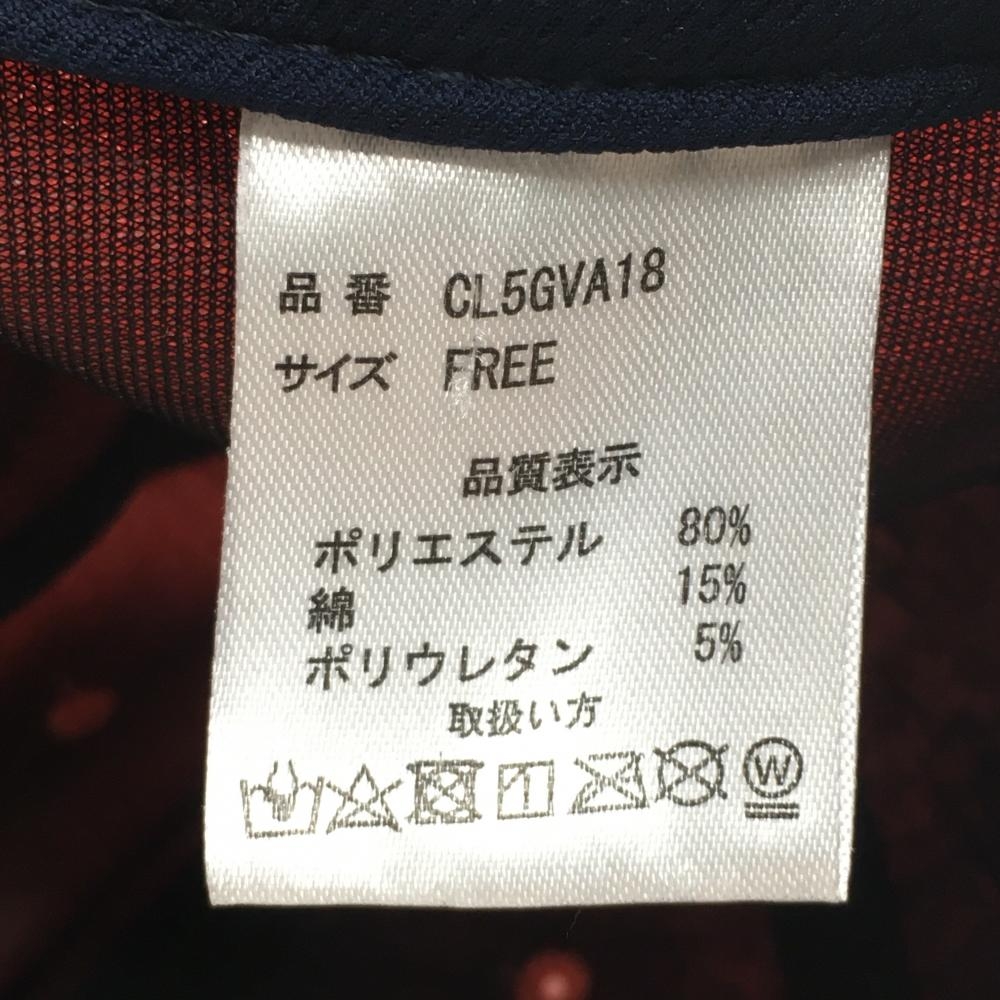 品番 CL5GVA18
サイズ FREE
品質表示
ポリエステル 80%
綿 15%
ポリウレタン 5%
取扱い方
W